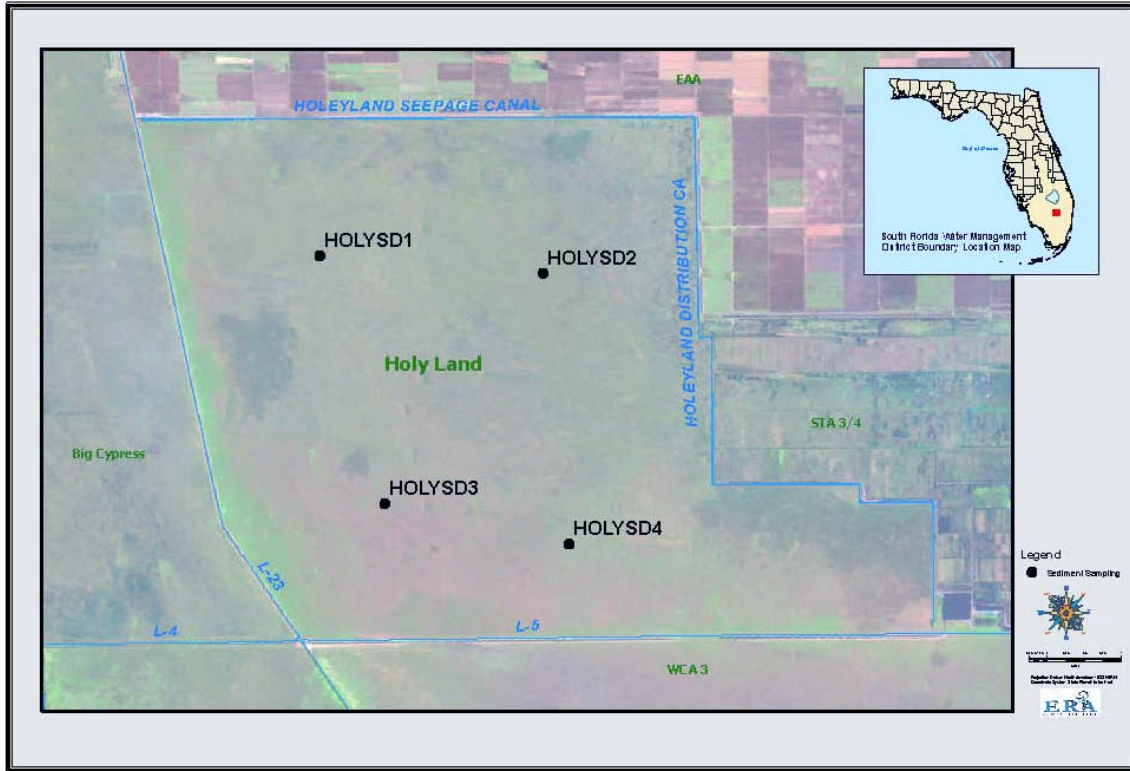 EAA
HOLEYLAND SEEPAGE CANAL
HOLYSD1
HOLYSD2
HOLEYLAND DISTRIBUTION CA
Holy Land
STA 3/4
Big Cypress
HOLYSD3
HOLYSD4
L-23
L-4
L-5
WCA 3
South Florida Water Management
District Boundary Location Map
Legend
Sediment Sampling
ERA